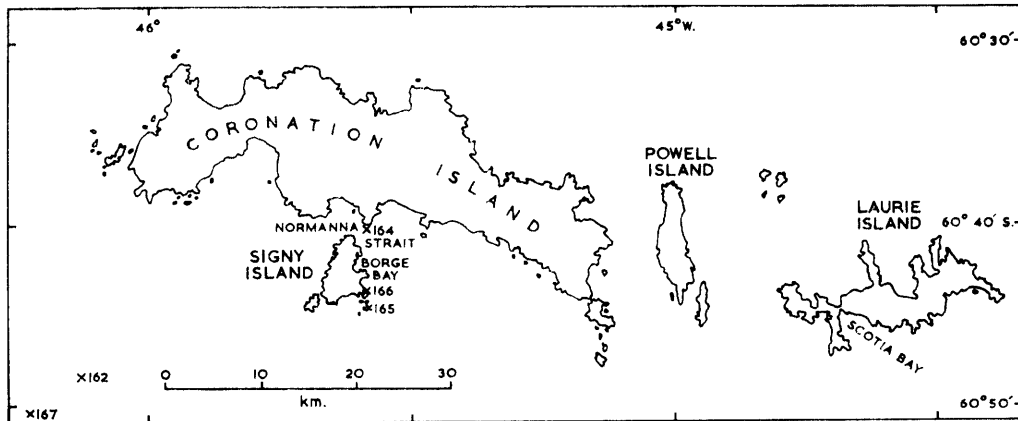 46°
45°W.
60°30′
CORONATION ISLAND
POWELL
ISLAND
LAURIE
ISLAND
60°40′S.
NORMANNA
×164
STRAIT
SIGNY
ISLAND
BORGE
BAY
×166
×165
SCOTIA BAY
×162
0 10 20 30
km.
×167
60°50′